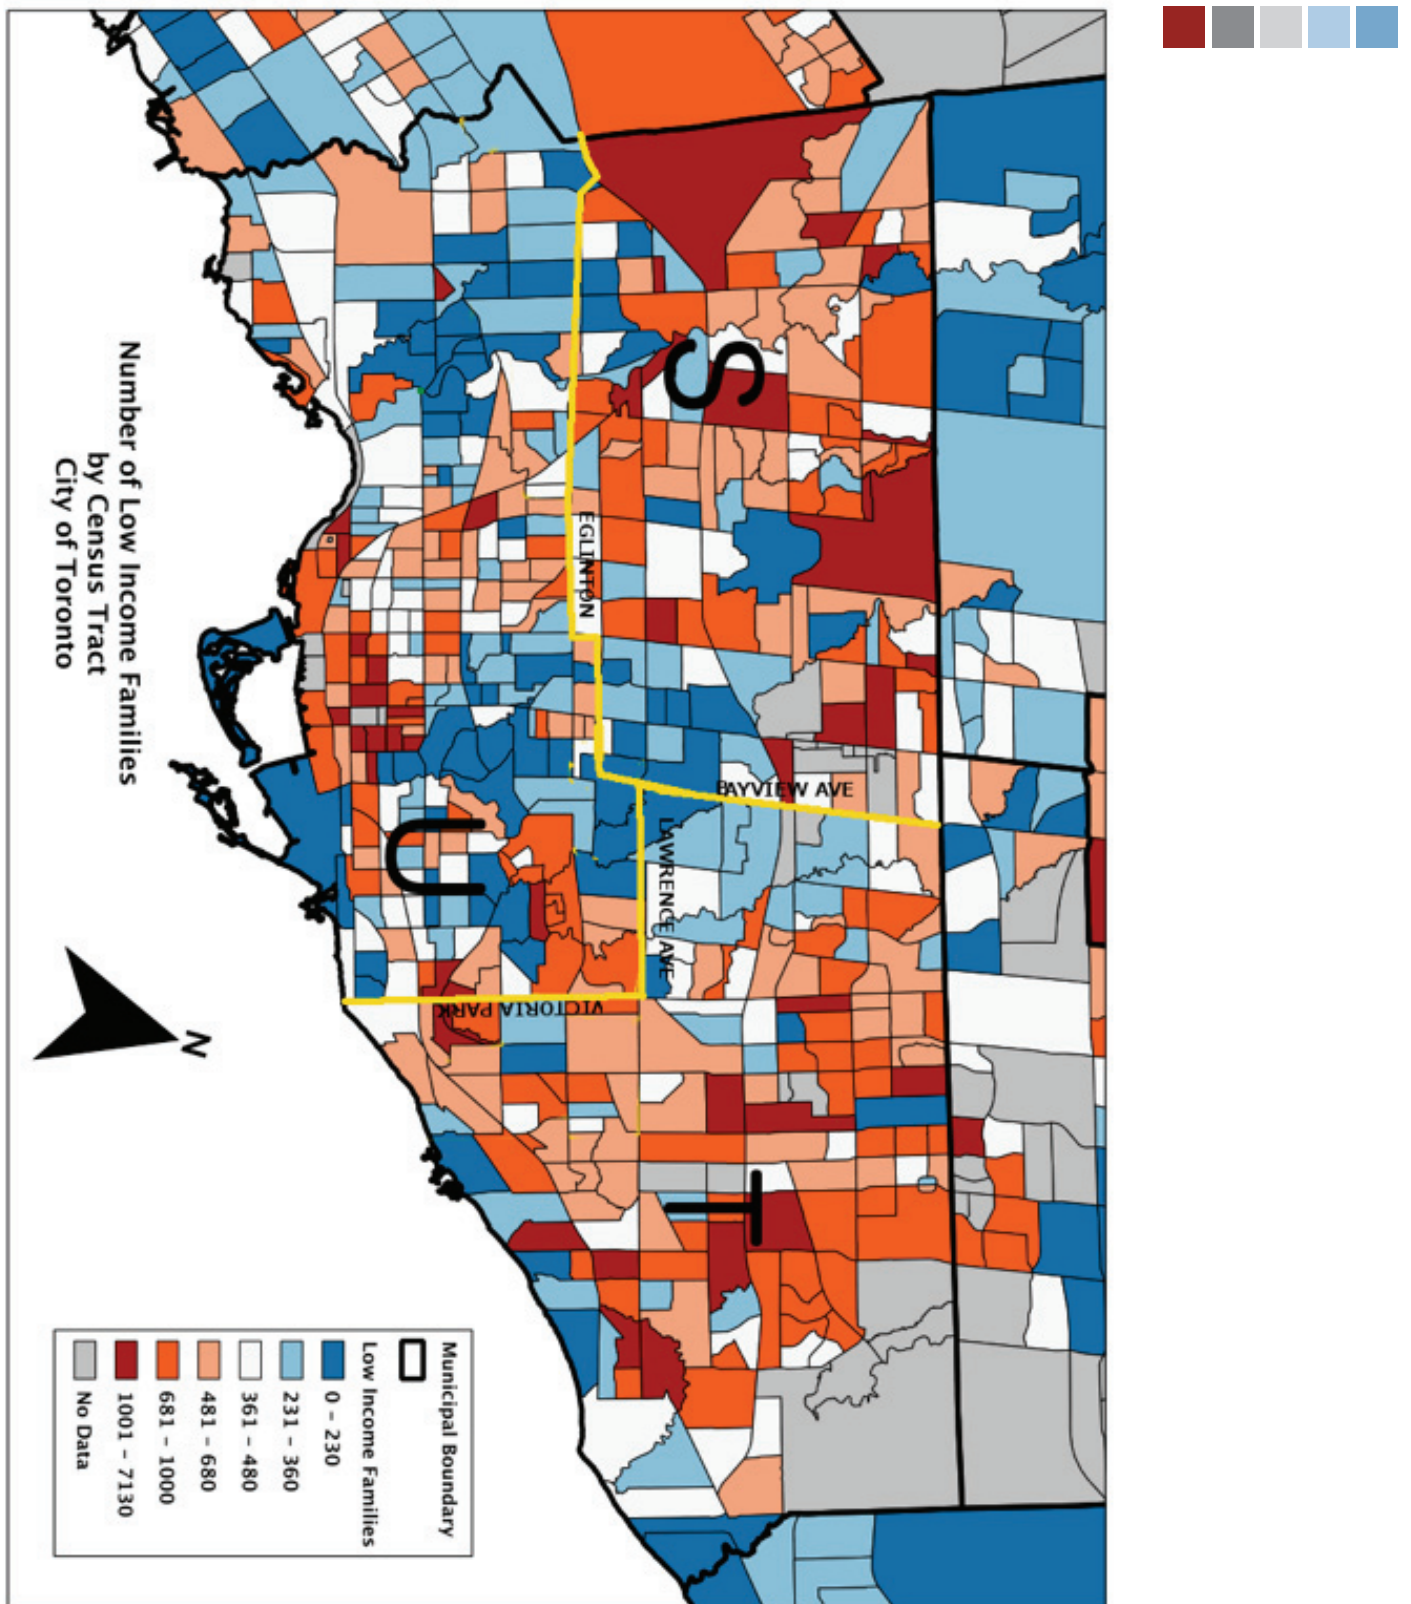 Number of Low Income Families
by Census Tract
City of Toronto
S
U
T
EGLINTON
BAYVIEW AVE
LAWRENCE AVE
VICTORIA PARK
N
Municipal Boundary
Low Income Families
0 – 230
231 – 360
361 – 480
481 – 680
681 – 1000
1001 – 7130
No Data